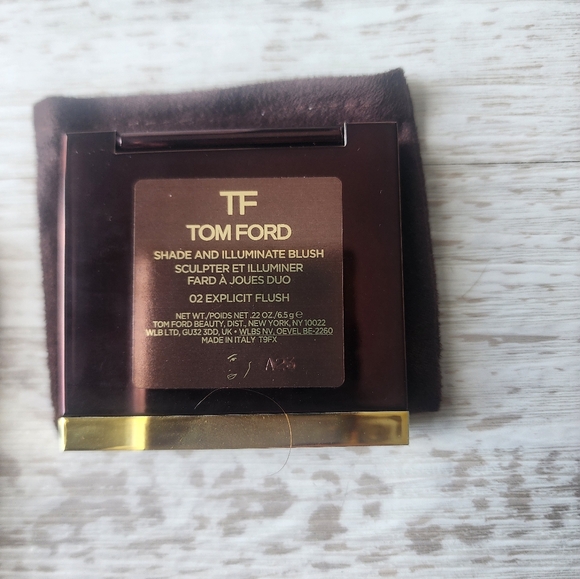 TF
TOM FORD
SHADE AND ILLUMINATE BLUSH
SCULPTER ET ILLUMINER
FARD À JOUES DUO
02 EXPLICIT FLUSH
NET WT./POIDS NET .22 OZ./6.5 g ℮
TOM FORD BEAUTY, DIST., NEW YORK, NY 10022
WLB LTD, GU32 3DD, UK • WLBS NV, OEVEL BE-2260
MADE IN ITALY T9FX